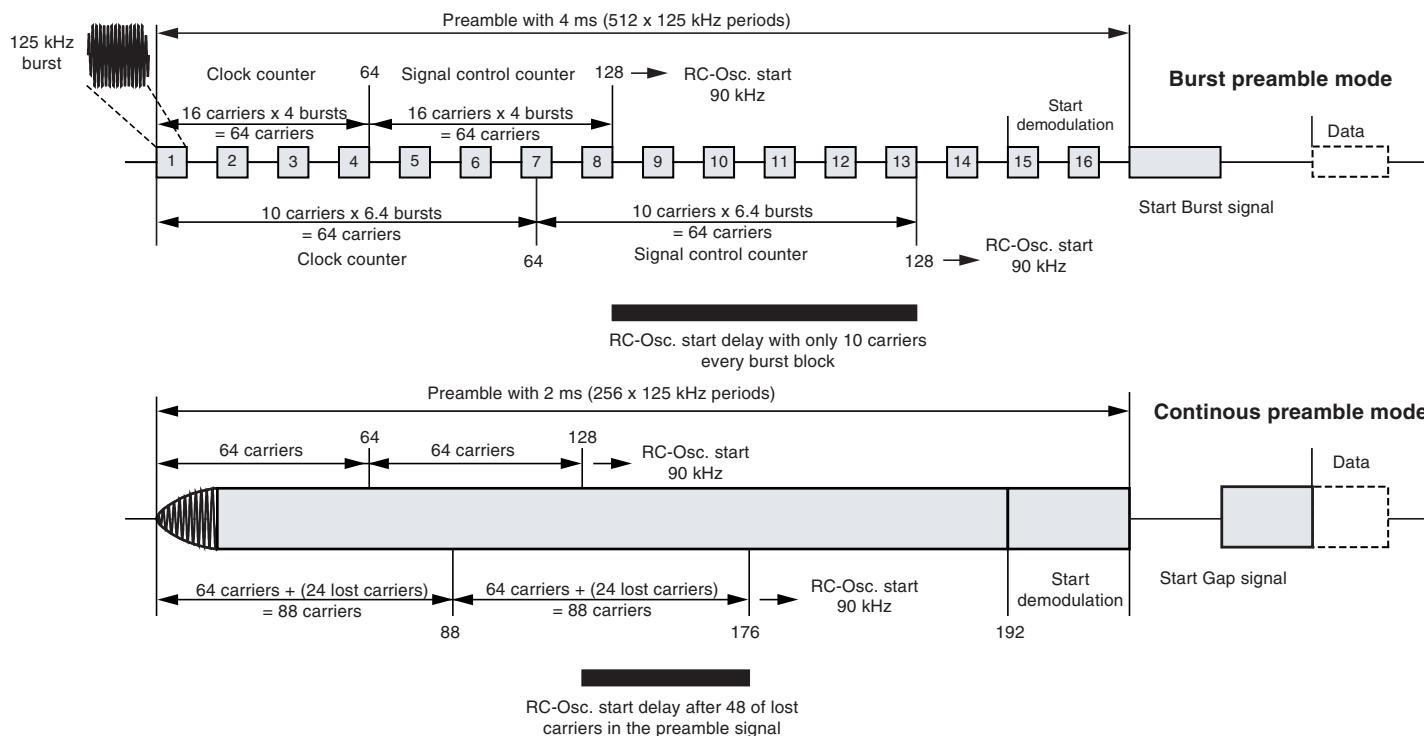 Preamble with 4 ms (512 x 125 kHz periods)
125 kHz
burst
Clock counter
64
Signal control counter
128
RC-Osc. start
90 kHz
Burst preamble mode
16 carriers x 4 bursts
= 64 carriers
16 carriers x 4 bursts
= 64 carriers
Start
demodulation
Data
1
2
3
4
5
6
7
8
9
10
11
12
13
14
15
16
Start Burst signal
10 carriers x 6.4 bursts
= 64 carriers
10 carriers x 6.4 bursts
= 64 carriers
Clock counter
64
Signal control counter
128
RC-Osc. start
90 kHz
RC-Osc. start delay with only 10 carriers
every burst block
Preamble with 2 ms (256 x 125 kHz periods)
Continous preamble mode
64 carriers
64
64 carriers
128
RC-Osc. start
90 kHz
Data
64 carriers + (24 lost carriers)
= 88 carriers
64 carriers + (24 lost carriers)
= 88 carriers
RC-Osc. start
90 kHz
Start
demodulation
Start Gap signal
88
176
192
RC-Osc. start delay after 48 of lost
carriers in the preamble signal